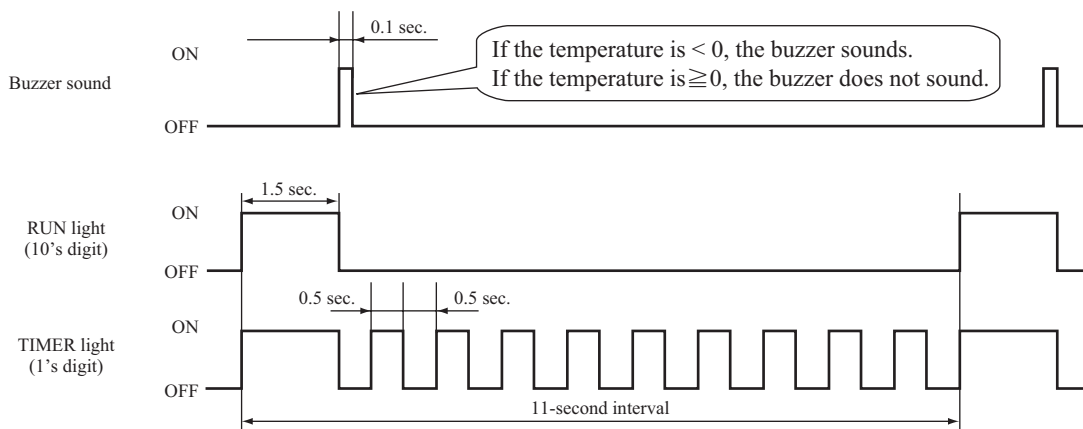 0.1 sec.
ON
If the temperature is < 0, the buzzer sounds.
If the temperature is ≧ 0, the buzzer does not sound.
Buzzer sound
OFF
1.5 sec.
ON
RUN light
(10's digit)
OFF
0.5 sec.
0.5 sec.
ON
TIMER light
(1's digit)
OFF
11-second interval